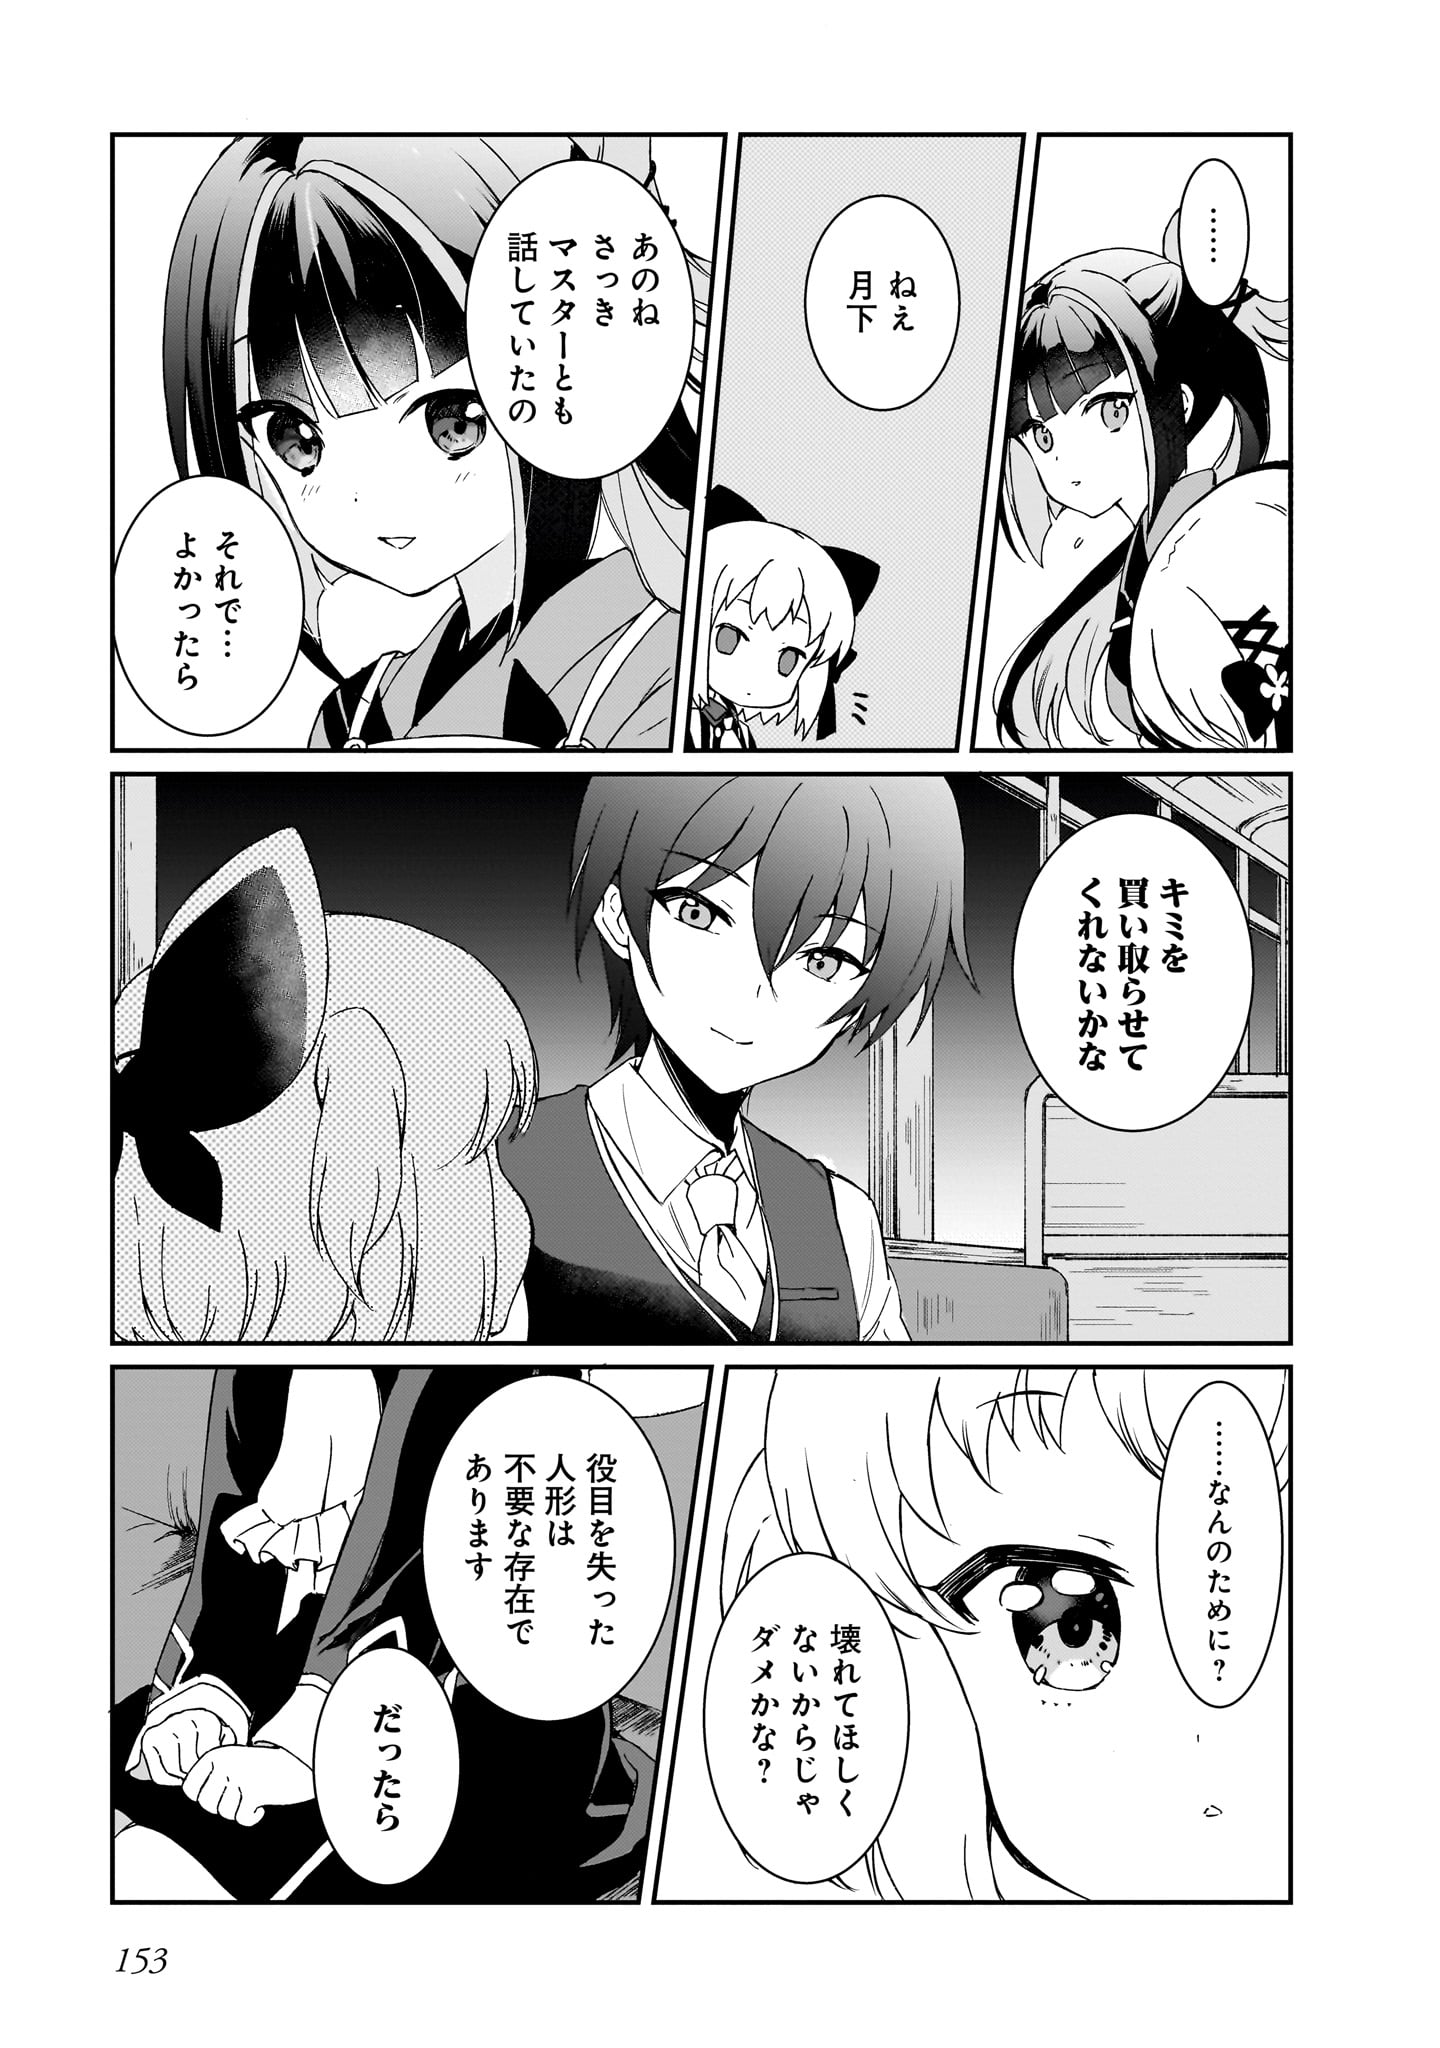 ……
ねぇ
月下
あのね
さっき
マスターとも
話していたの
それで…
よかったら
キミを
買い取らせて
くれないかな
……なんのために?
壊れてほしく
ないからじゃ
ダメかな?
役目を失った
人形は
不要な存在で
あります
だったら
153